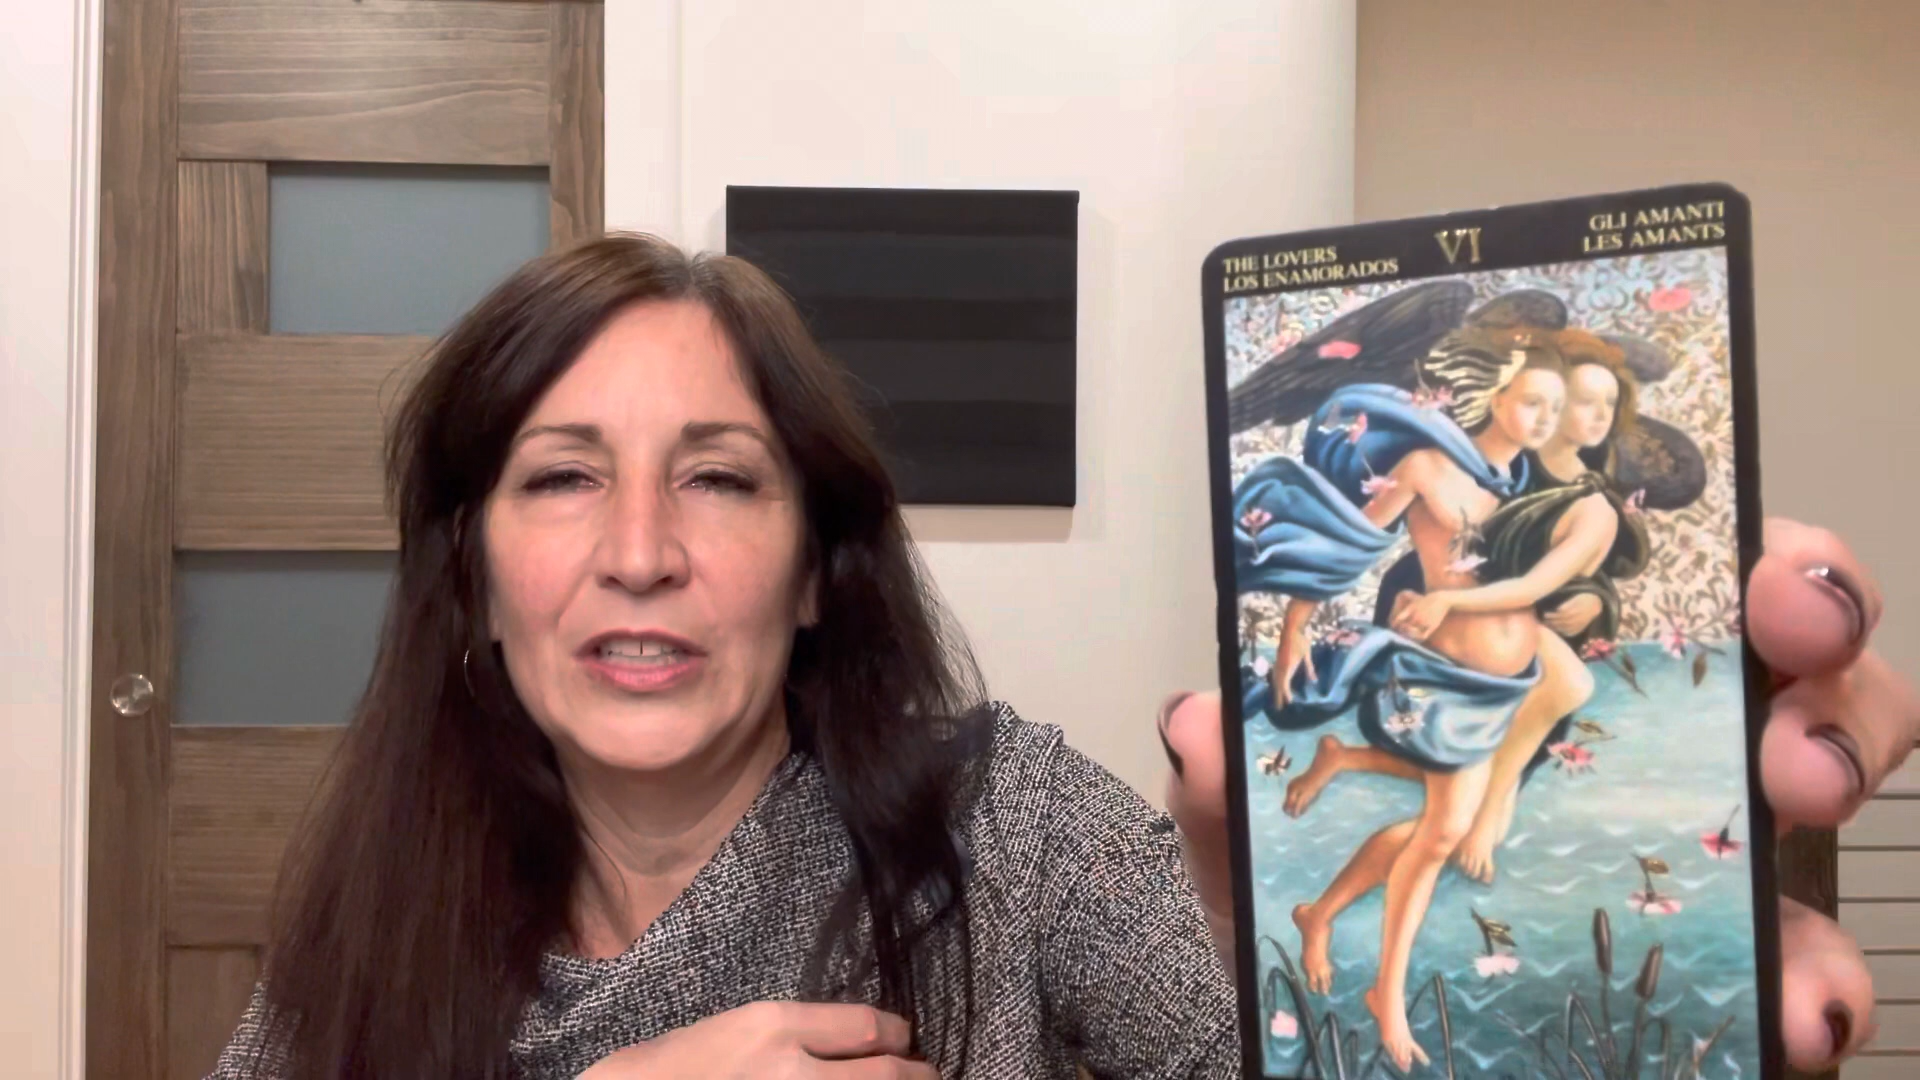 THE LOVERS
LOS ENAMORADOS
VI
GLI AMANTI
LES AMANTS